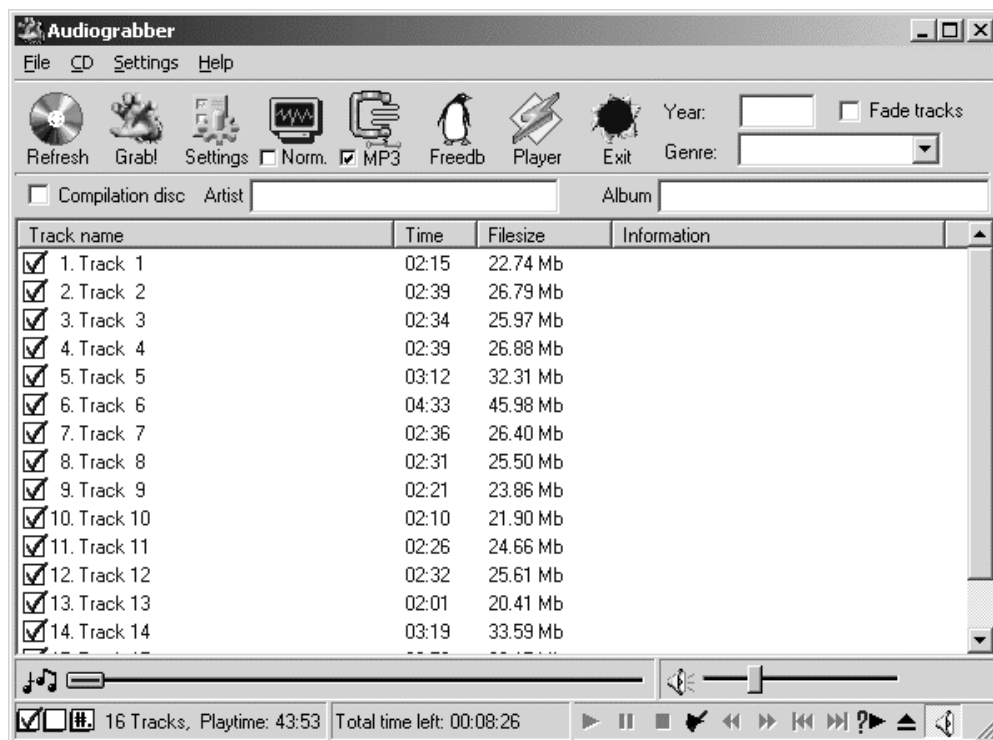 Audiograbber
File CD Settings Help
Refresh Grab! Settings Norm. MP3 Freedb Player Exit Year: Fade tracks
Genre:
Compilation disc Artist Album
Track name Time Filesize Information
1. Track 1 02:15 22.74 Mb
2. Track 2 02:39 26.79 Mb
3. Track 3 02:34 25.97 Mb
4. Track 4 02:39 26.88 Mb
5. Track 5 03:12 32.31 Mb
6. Track 6 04:33 45.98 Mb
7. Track 7 02:36 26.40 Mb
8. Track 8 02:31 25.50 Mb
9. Track 9 02:21 23.86 Mb
10. Track 10 02:10 21.90 Mb
11. Track 11 02:26 24.66 Mb
12. Track 12 02:32 25.61 Mb
13. Track 13 02:01 20.41 Mb
14. Track 14 03:19 33.59 Mb
#. 16 Tracks, Playtime: 43:53 Total time left: 00:08:26 ?